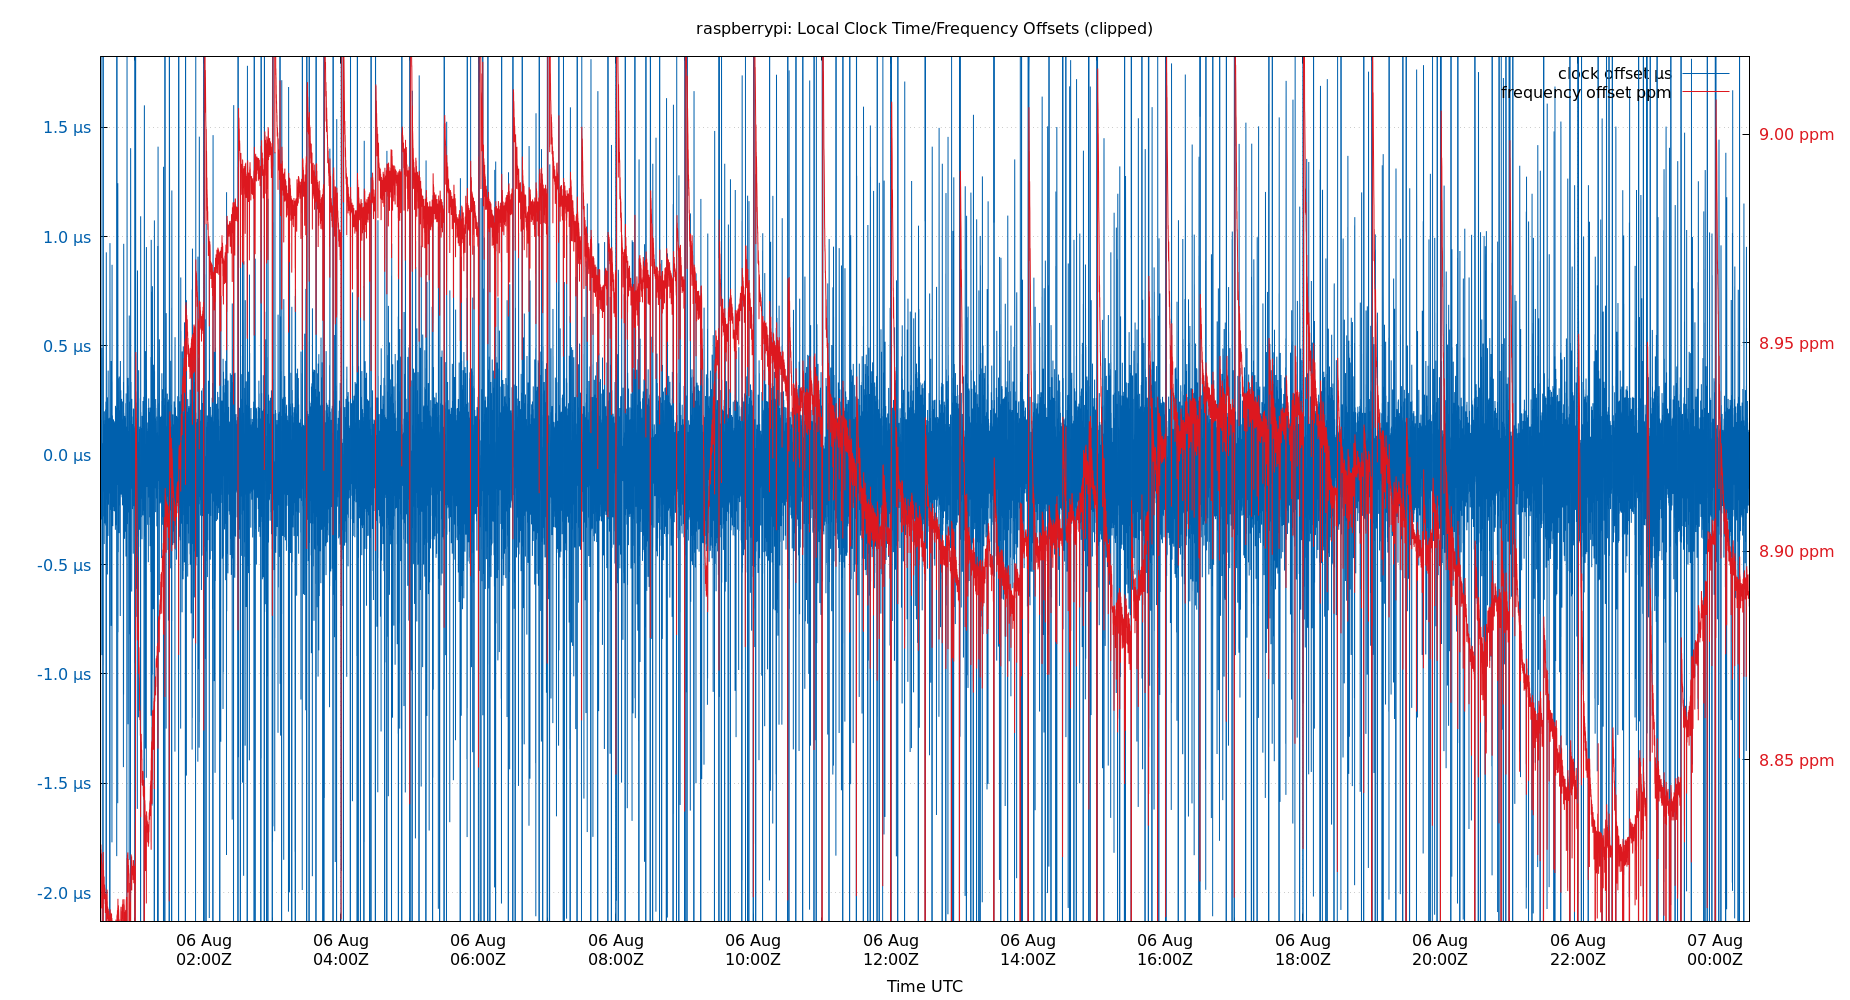 raspberrypi: Local Clock Time/Frequency Offsets (clipped)
clock offset µs
frequency offset ppm
1.5 µs
1.0 µs
0.5 µs
0.0 µs
-0.5 µs
-1.0 µs
-1.5 µs
-2.0 µs
9.00 ppm
8.95 ppm
8.90 ppm
8.85 ppm
06 Aug 06 Aug 06 Aug 06 Aug 06 Aug 06 Aug 06 Aug 06 Aug 06 Aug 06 Aug 06 Aug 07 Aug
02:00Z 04:00Z 06:00Z 08:00Z 10:00Z 12:00Z 14:00Z 16:00Z 18:00Z 20:00Z 22:00Z 00:00Z
Time UTC